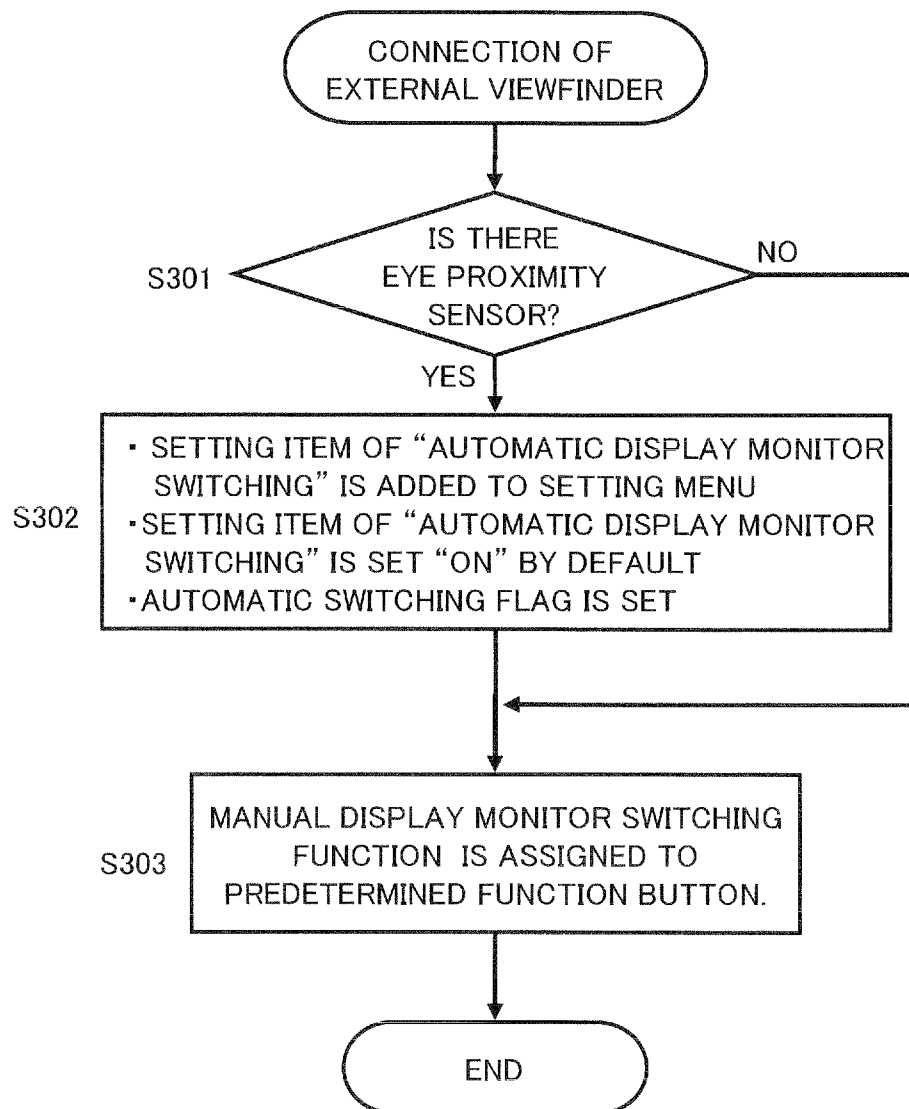 CONNECTION OF
EXTERNAL VIEWFINDER
IS THERE
EYE PROXIMITY
SENSOR?
S301
NO
YES
・ SETTING ITEM OF “AUTOMATIC DISPLAY MONITOR
SWITCHING” IS ADDED TO SETTING MENU
・SETTING ITEM OF “AUTOMATIC DISPLAY MONITOR
SWITCHING” IS SET “ON” BY DEFAULT
・AUTOMATIC SWITCHING FLAG IS SET
S302
MANUAL DISPLAY MONITOR SWITCHING
FUNCTION IS ASSIGNED TO
PREDETERMINED FUNCTION BUTTON.
S303
END